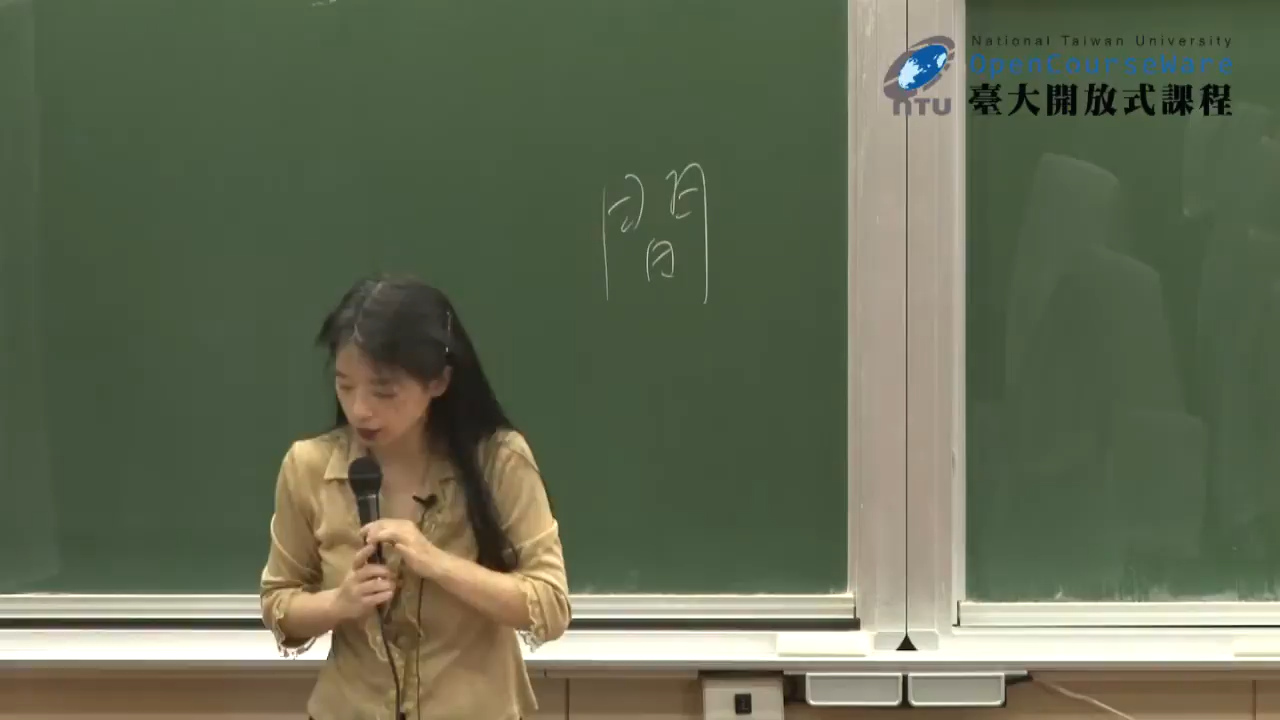 National Taiwan University
OpenCourseWare
臺大開放式課程
NTU
間